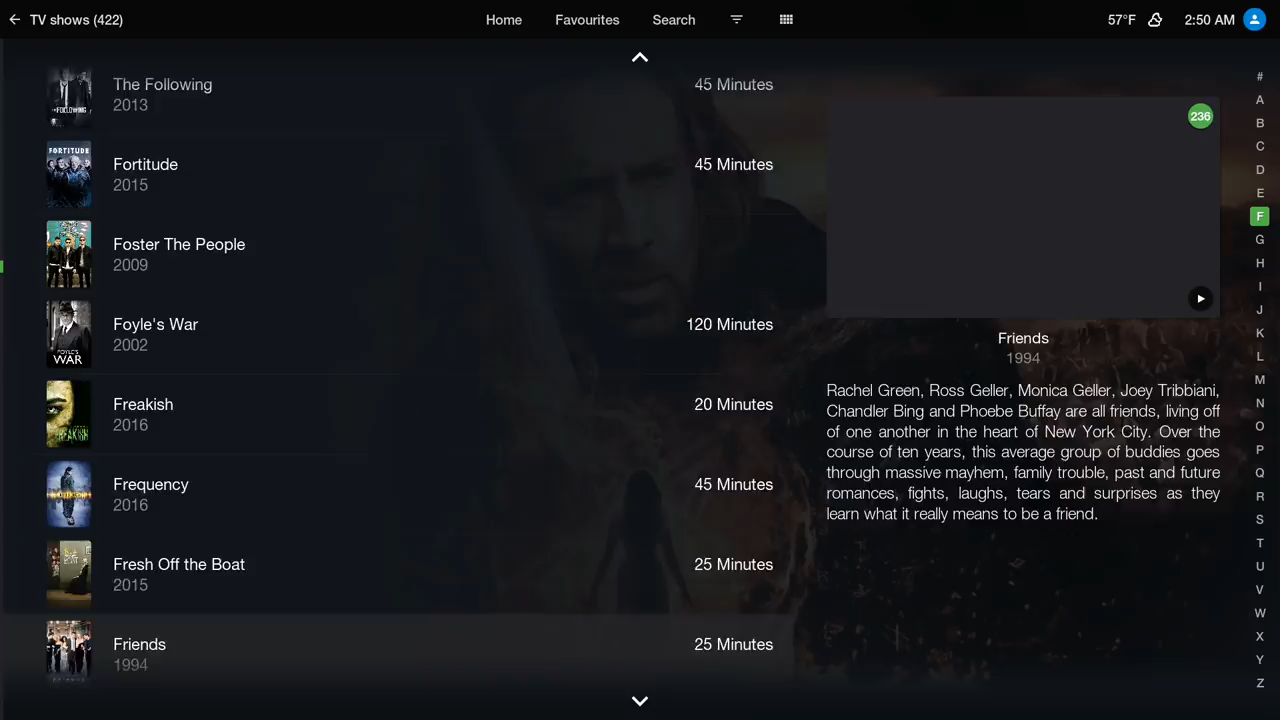 TV shows (422)
Home
Favourites
Search
57°F
2:50 AM
The Following
2013
45 Minutes
FOLLOWING
Fortitude
2015
45 Minutes
FORTITUDE
Foster The People
2009
Foyle's War
2002
120 Minutes
FOYLE'S
WAR
Freakish
2016
20 Minutes
Frequency
2016
45 Minutes
Fresh Off the Boat
2015
25 Minutes
Friends
1994
25 Minutes
236
Friends
1994
Rachel Green, Ross Geller, Monica Geller, Joey Tribbiani,
Chandler Bing and Phoebe Buffay are all friends, living off
of one another in the heart of New York City. Over the
course of ten years, this average group of buddies goes
through massive mayhem, family trouble, past and future
romances, fights, laughs, tears and surprises as they
learn what it really means to be a friend.
#
A
B
C
D
E
F
G
H
I
J
K
L
M
N
O
P
Q
R
S
T
U
V
W
X
Y
Z